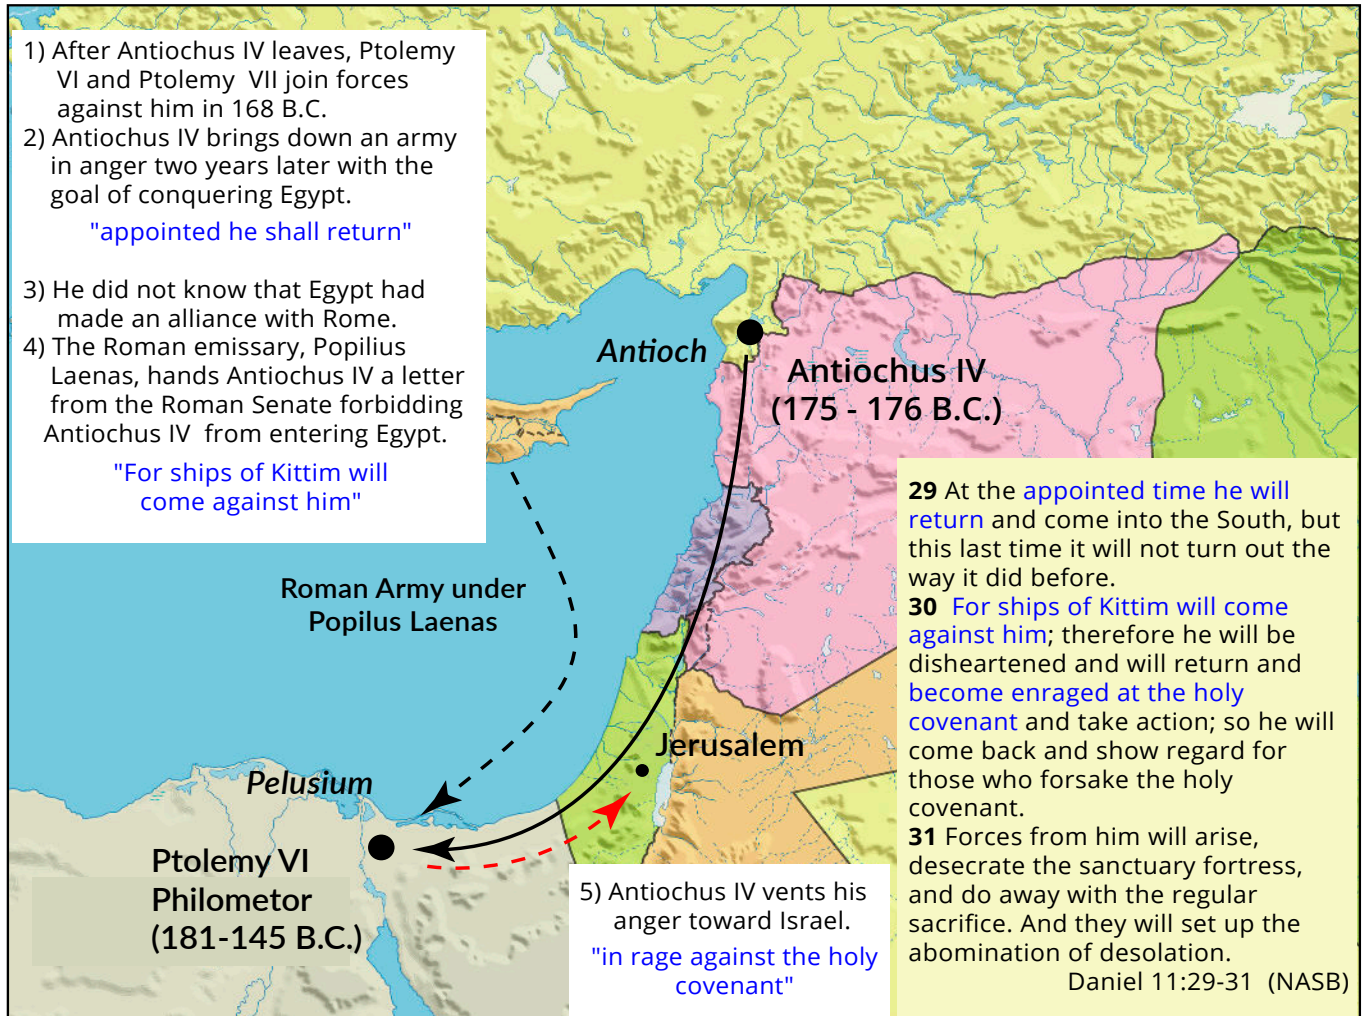 1) After Antiochus IV leaves, Ptolemy
VI and Ptolemy VII join forces
against him in 168 B.C.
2) Antiochus IV brings down an army
in anger two years later with the
goal of conquering Egypt.
"appointed he shall return"
3) He did not know that Egypt had
made an alliance with Rome.
4) The Roman emissary, Popilius
Laenas, hands Antiochus IV a letter
from the Roman Senate forbidding
Antiochus IV from entering Egypt.
"For ships of Kittim will
come against him"
Antioch
Antiochus IV
(175 - 176 B.C.)
Roman Army under
Popilus Laenas
Jerusalem
Pelusium
Ptolemy VI
Philometor
(181-145 B.C.)
5) Antiochus IV vents his
anger toward Israel.
"in rage against the holy
covenant"
29 At the appointed time he will
return and come into the South, but
this last time it will not turn out the
way it did before.
30 For ships of Kittim will come
against him; therefore he will be
disheartened and will return and
become enraged at the holy
covenant and take action; so he will
come back and show regard for
those who forsake the holy
covenant.
31 Forces from him will arise,
desecrate the sanctuary fortress,
and do away with the regular
sacrifice. And they will set up the
abomination of desolation.
Daniel 11:29-31 (NASB)